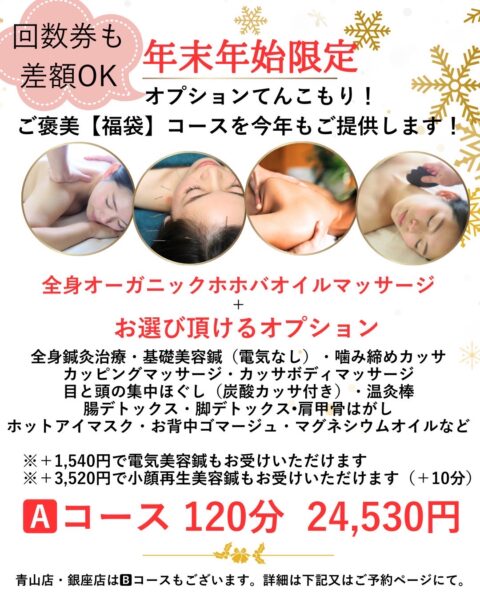 回数券も
差額OK
年末年始限定
オプションてんこもり！
ご褒美【福袋】コースを今年もご提供します！
全身オーガニックホホバオイルマッサージ
+
お選び頂けるオプション
全身鍼灸治療・基礎美容鍼（電気なし）・噛み締めカッサ
カッピングマッサージ・カッサボディマッサージ
目と頭の集中ほぐし（炭酸カッサ付き）・温灸棒
腸デトックス・脚デトックス•肩甲骨はがし
ホットアイマスク・お背中ゴマージュ・マグネシウムオイルなど
※＋1,540円で電気美容鍼もお受けいただけます
※＋3,520円で小顔再生美容鍼もお受けいただけます（＋10分）
Aコース 120分 24,530円
青山店・銀座店はBコースもございます。詳細は下記又はご予約ページにて。